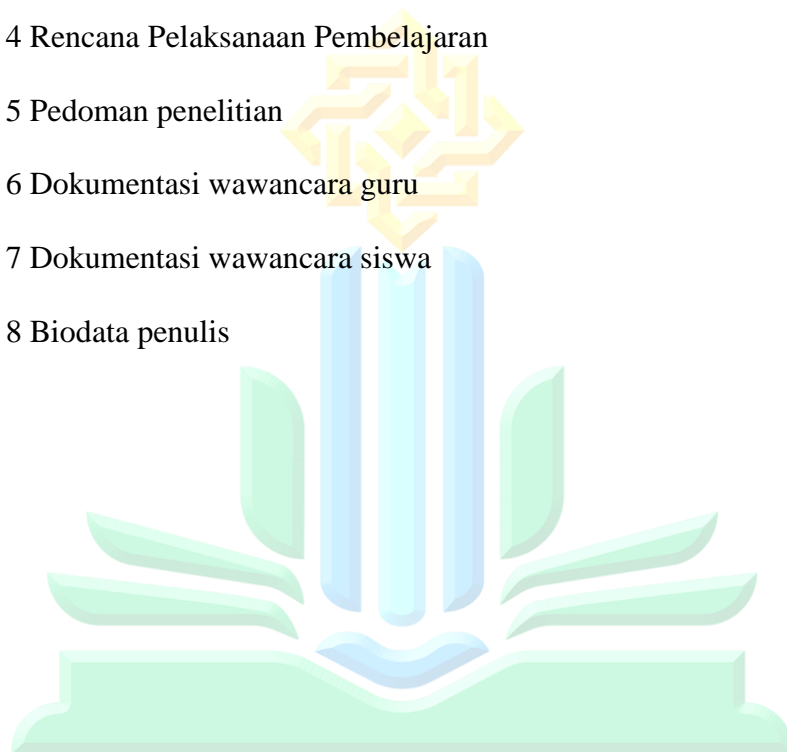 4 Rencana Pelaksanaan Pembelajaran
5 Pedoman penelitian
6 Dokumentasi wawancara guru
7 Dokumentasi wawancara siswa
8 Biodata penulis